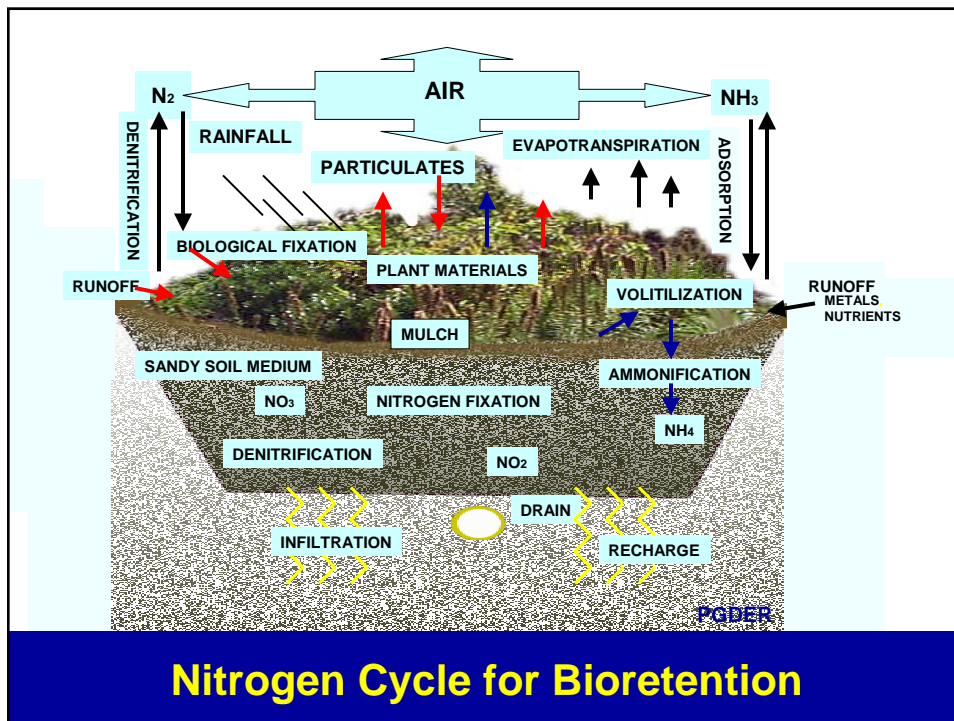 AIR
N2
NH3
DENITRIFICATION
RAINFALL
EVAPOTRANSPIRATION
ADSORPTION
PARTICULATES
BIOLOGICAL FIXATION
PLANT MATERIALS
RUNOFF
VOLITILIZATION
RUNOFF
METALS
NUTRIENTS
MULCH
SANDY SOIL MEDIUM
AMMONIFICATION
NO3
NITROGEN FIXATION
NH4
DENITRIFICATION
NO2
DRAIN
INFILTRATION
RECHARGE
PGDER
Nitrogen Cycle for Bioretention